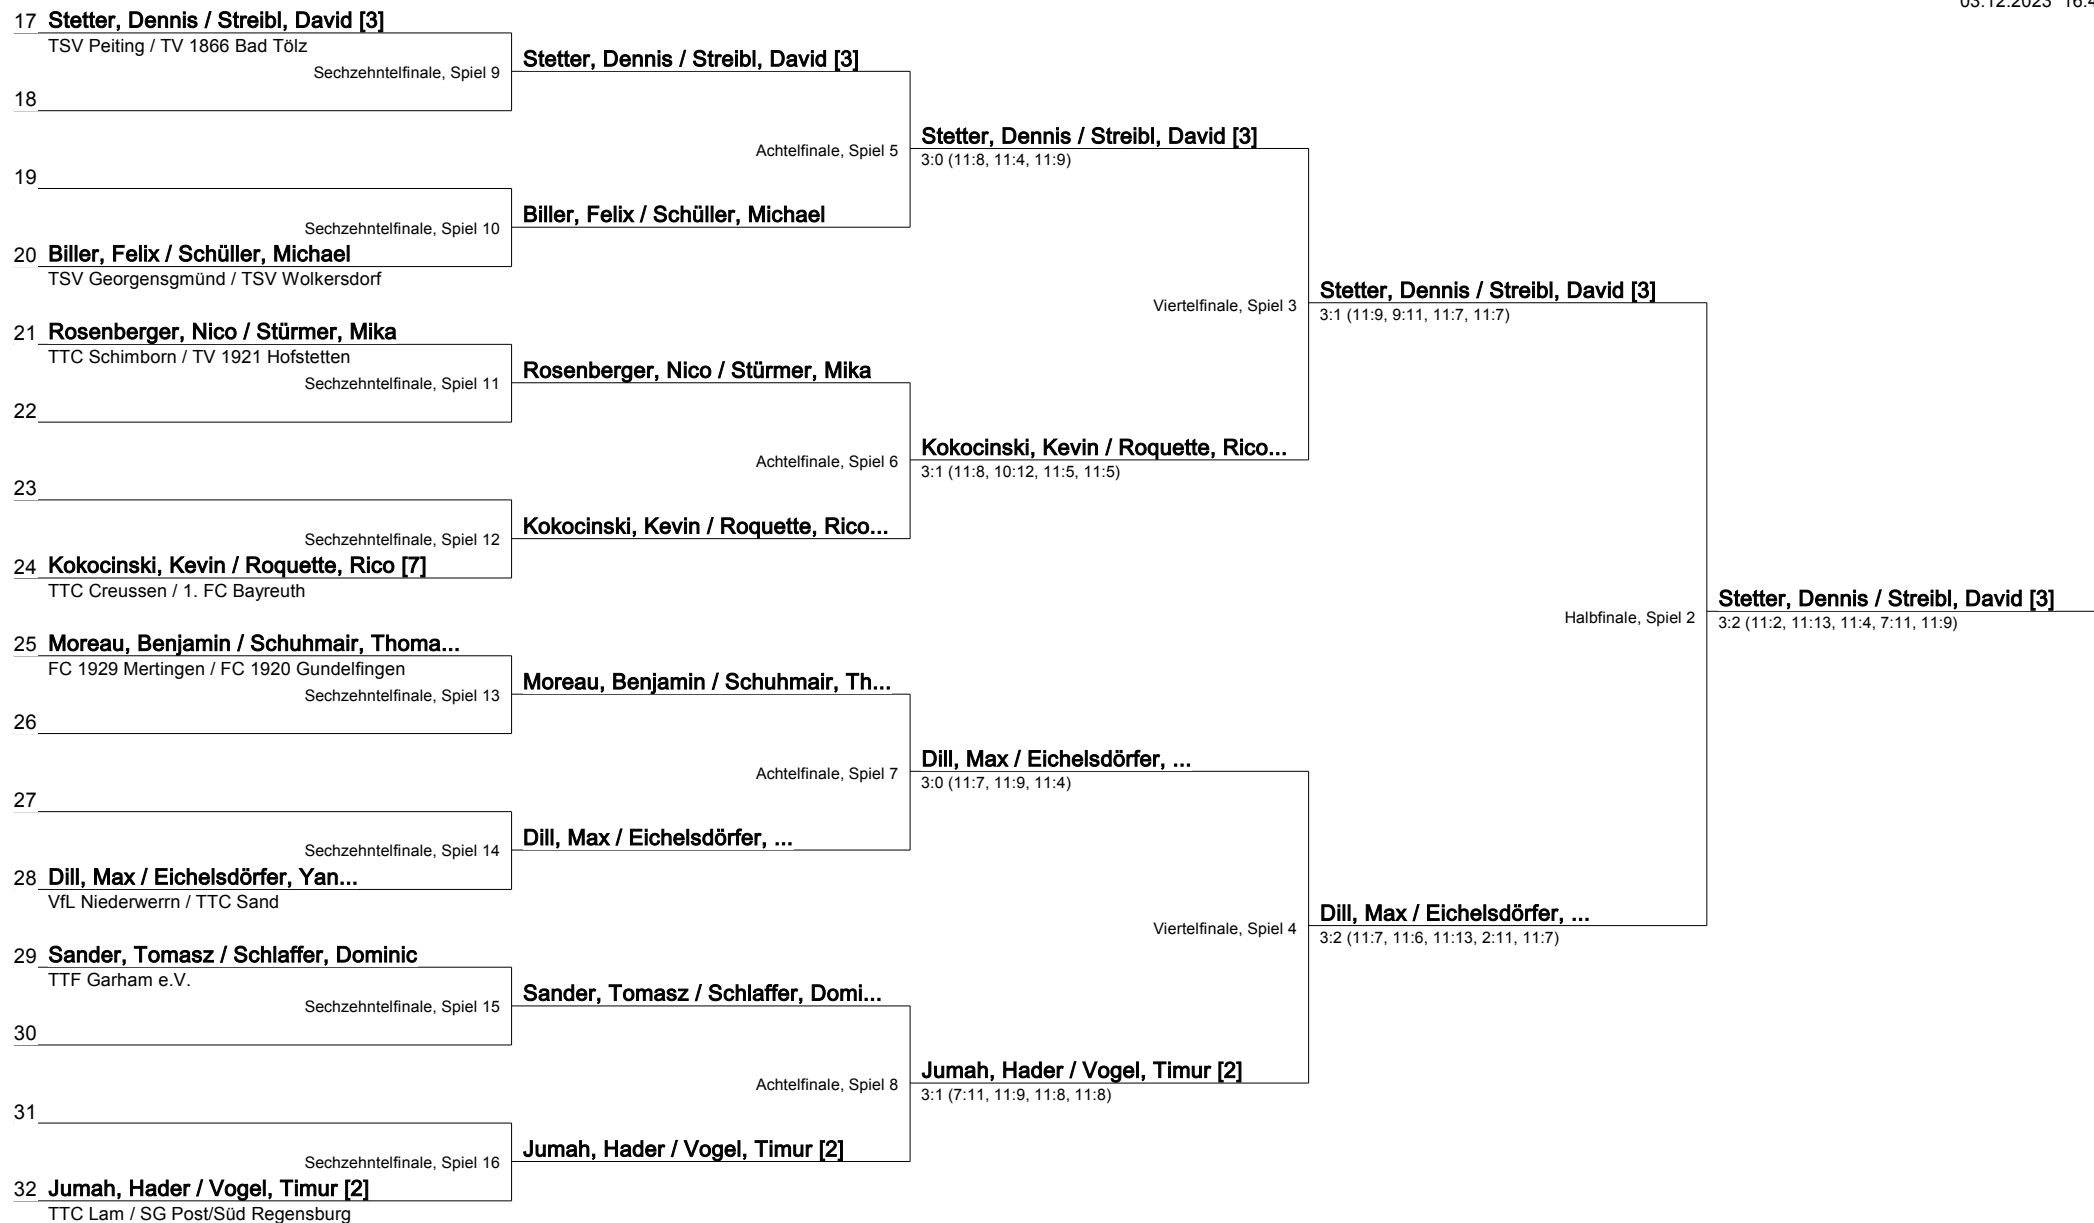 03.12.2023 16:4
17 Stetter, Dennis / Streibl, David [3]
TSV Peiting / TV 1866 Bad Tölz
Sechzehntelfinale, Spiel 9
Stetter, Dennis / Streibl, David [3]
18
Achtelfinale, Spiel 5
Stetter, Dennis / Streibl, David [3]
3:0 (11:8, 11:4, 11:9)
19
Sechzehntelfinale, Spiel 10
Biller, Felix / Schüller, Michael
20 Biller, Felix / Schüller, Michael
TSV Georgensgmünd / TSV Wolkersdorf
Viertelfinale, Spiel 3
Stetter, Dennis / Streibl, David [3]
3:1 (11:9, 9:11, 11:7, 11:7)
21 Rosenberger, Nico / Stürmer, Mika
TTC Schimborn / TV 1921 Hofstetten
Sechzehntelfinale, Spiel 11
Rosenberger, Nico / Stürmer, Mika
22
Achtelfinale, Spiel 6
Kokocinski, Kevin / Roquette, Rico...
3:1 (11:8, 10:12, 11:5, 11:5)
23
Sechzehntelfinale, Spiel 12
Kokocinski, Kevin / Roquette, Rico...
24 Kokocinski, Kevin / Roquette, Rico [7]
TTC Creussen / 1. FC Bayreuth
Halbfinale, Spiel 2
Stetter, Dennis / Streibl, David [3]
3:2 (11:2, 11:13, 11:4, 7:11, 11:9)
25 Moreau, Benjamin / Schuhmair, Thoma...
FC 1929 Mertingen / FC 1920 Gundelfingen
Sechzehntelfinale, Spiel 13
Moreau, Benjamin / Schuhmair, Th...
26
Achtelfinale, Spiel 7
Dill, Max / Eichelsdörfer, ...
3:0 (11:7, 11:9, 11:4)
27
Sechzehntelfinale, Spiel 14
Dill, Max / Eichelsdörfer, ...
28 Dill, Max / Eichelsdörfer, Yan...
VfL Niederwerrn / TTC Sand
Viertelfinale, Spiel 4
Dill, Max / Eichelsdörfer, ...
3:2 (11:7, 11:6, 11:13, 2:11, 11:7)
29 Sander, Tomasz / Schlaffer, Dominic
TTF Garham e.V.
Sechzehntelfinale, Spiel 15
Sander, Tomasz / Schlaffer, Domi...
30
Achtelfinale, Spiel 8
Jumah, Hader / Vogel, Timur [2]
3:1 (7:11, 11:9, 11:8, 11:8)
31
Sechzehntelfinale, Spiel 16
Jumah, Hader / Vogel, Timur [2]
32 Jumah, Hader / Vogel, Timur [2]
TTC Lam / SG Post/Süd Regensburg